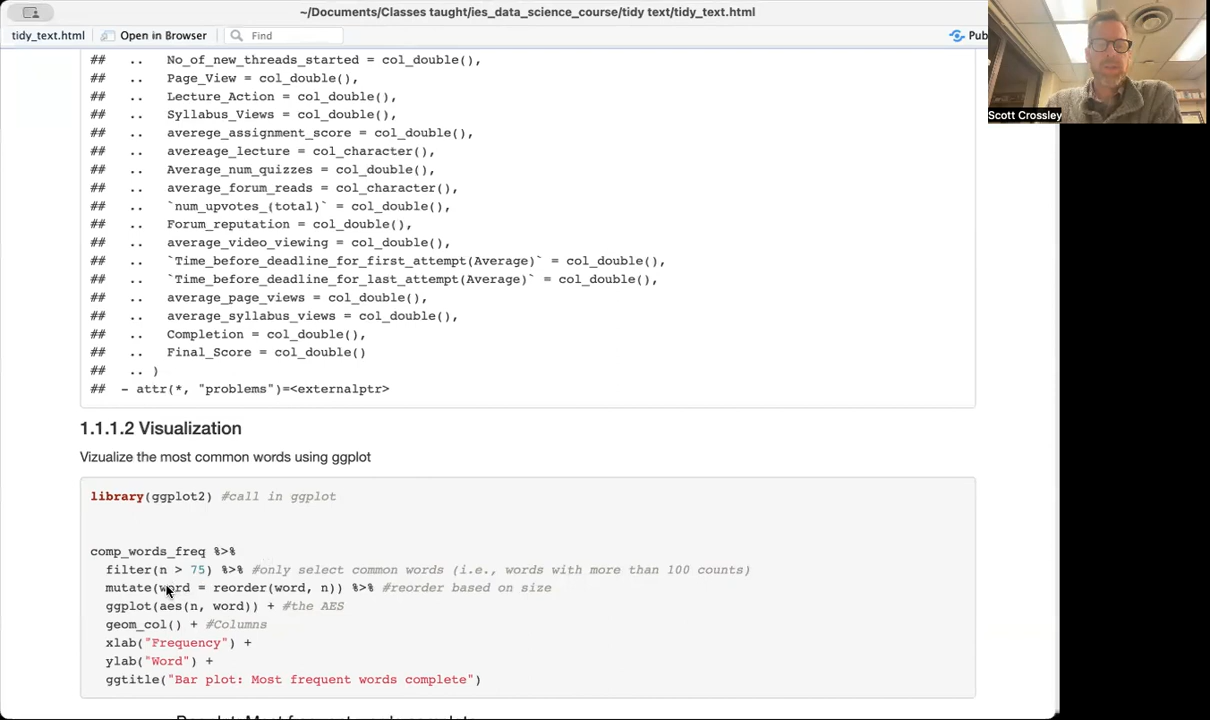 ~/Documents/Classes taught/ies_data_science_course/tidy text/tidy_text.html
tidy_text.html Open in Browser Find Pub
Scott Crossley
## .. No_of_new_threads_started = col_double(),
## .. Page_View = col_double(),
## .. Lecture_Action = col_double(),
## .. Syllabus_Views = col_double(),
## .. averege_assignment_score = col_double(),
## .. avereage_lecture = col_character(),
## .. Average_num_quizzes = col_double(),
## .. average_forum_reads = col_character(),
## .. `num_upvotes_(total)` = col_double(),
## .. Forum_reputation = col_double(),
## .. average_video_viewing = col_double(),
## .. `Time_before_deadline_for_first_attempt(Average)` = col_double(),
## .. `Time_before_deadline_for_last_attempt(Average)` = col_double(),
## .. average_page_views = col_double(),
## .. average_syllabus_views = col_double(),
## .. Completion = col_double(),
## .. Final_Score = col_double()
## .. )
## - attr(*, "problems")=<externalptr>
1.1.1.2 Visualization
Vizualize the most common words using ggplot
library(ggplot2) #call in ggplot
comp_words_freq %>%
filter(n > 75) %>% #only select common words (i.e., words with more than 100 counts)
mutate(word = reorder(word, n)) %>% #reorder based on size
ggplot(aes(n, word)) + #the AES
geom_col() + #Columns
xlab("Frequency") +
ylab("Word") +
ggtitle("Bar plot: Most frequent words complete")